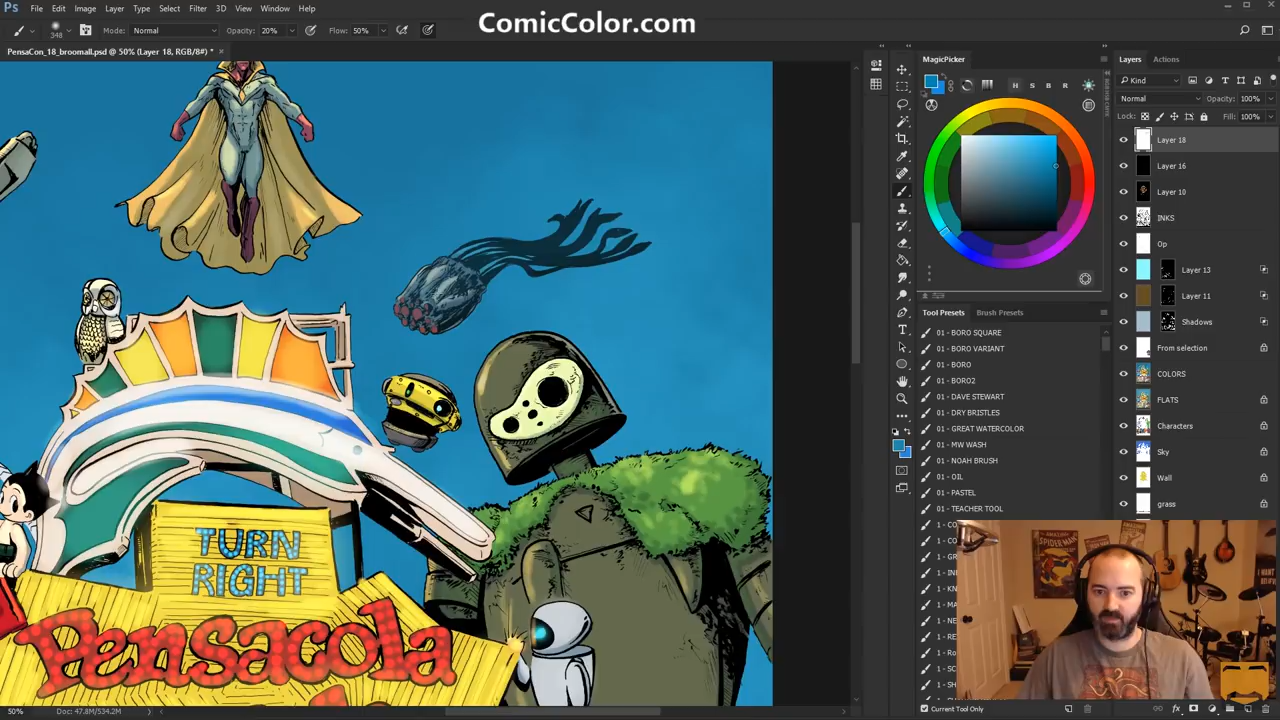 ComicColor.com
Ps File Edit Image Layer Type Select Filter 3D View Window Help
348 Mode: Normal Opacity: 20% Flow: 50%
PensaCon_18_broomall.psd @ 50% (Layer 18, RGB/8#) *
MagicPicker
H S B R
Layers Actions
Kind
Normal Opacity: 100%
Lock: Fill: 100%
Layer 18
Layer 16
Layer 10
INKS
Op
Layer 13
Layer 11
Shadows
From selection
COLORS
FLATS
Characters
Sky
Wall
grass
Tool Presets Brush Presets
01 - BORO SQUARE
01 - BORO VARIANT
01 - BORO
01 - BORO2
01 - DAVE STEWART
01 - DRY BRISTLES
01 - GREAT WATERCOLOR
01 - MW WASH
01 - NOAH BRUSH
01 - OIL
01 - PASTEL
01 - TEACHER TOOL
Current Tool Only
TURN
RIGHT
Pensacola
SPIDER-MAN
I WANT
50% Doc: 47.8M/534.2M